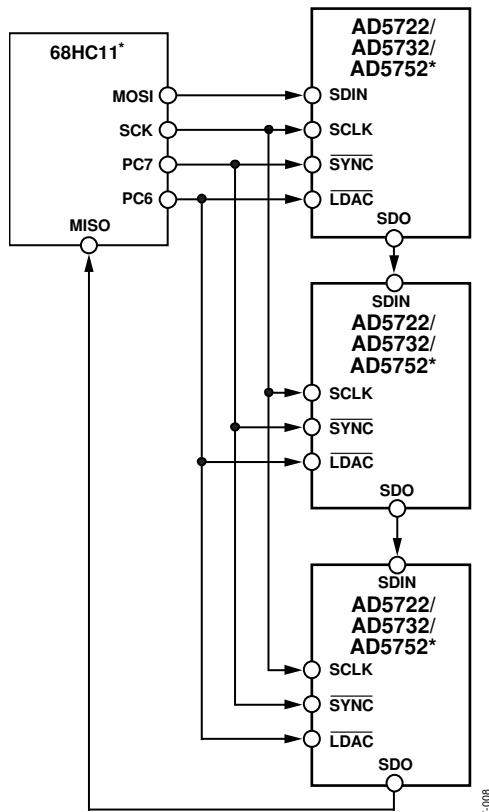 68HC11*
MOSI
SCK
PC7
PC6
MISO
AD5722/
AD5732/
AD5752*
SDIN
SCLK
SYNC
LDAC
SDO
SDIN
AD5722/
AD5732/
AD5752*
SCLK
SYNC
LDAC
SDO
SDIN
AD5722/
AD5732/
AD5752*
SCLK
SYNC
LDAC
SDO
-008